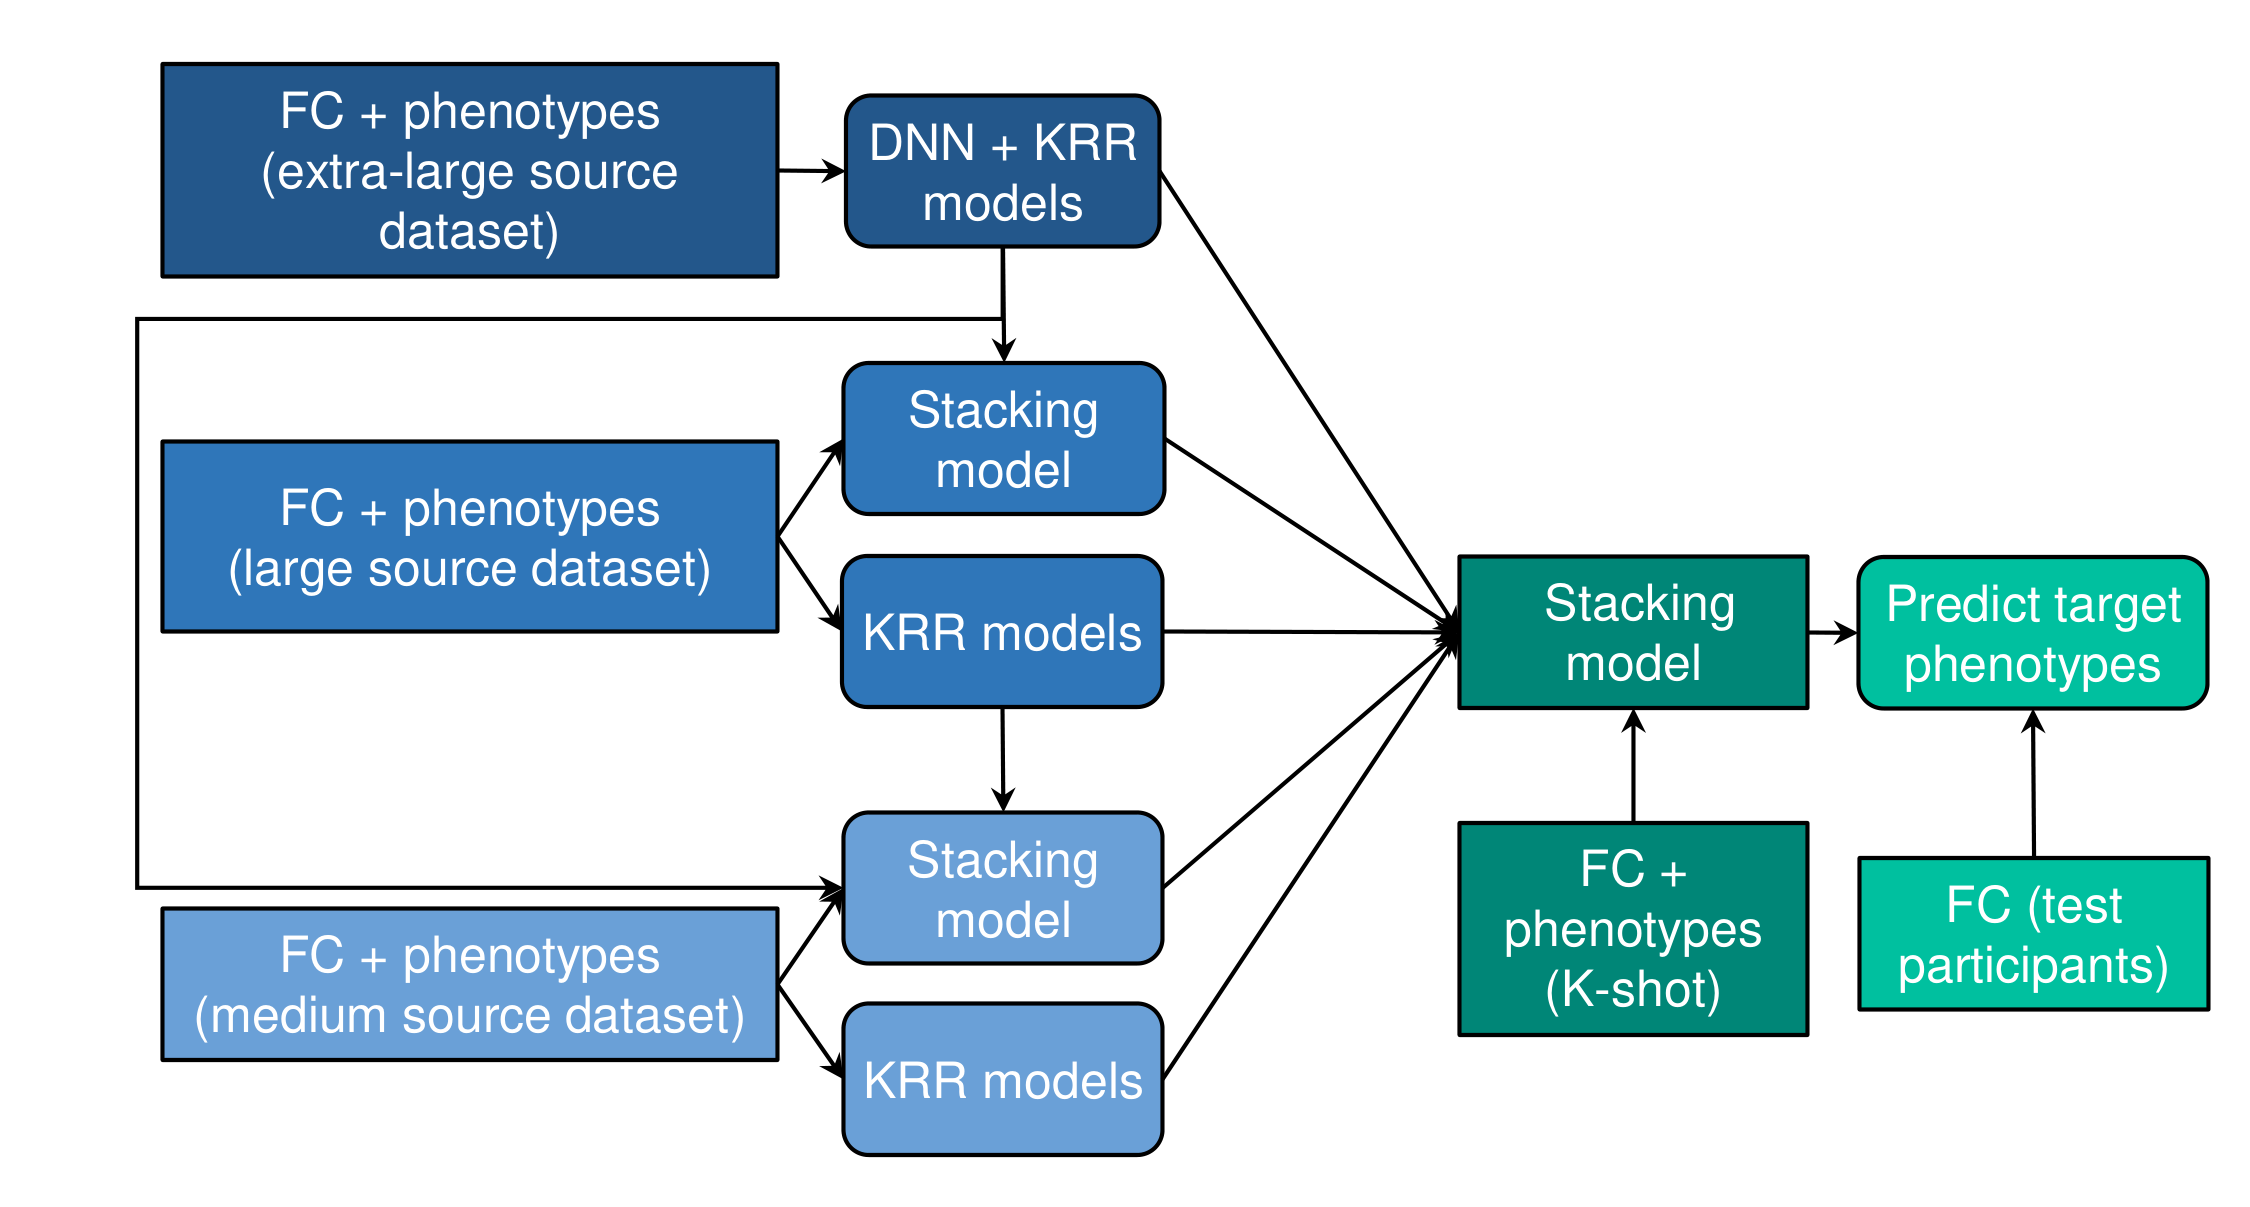 FC + phenotypes
(extra-large source
dataset)
DNN + KRR
models
Stacking
model
FC + phenotypes
(large source dataset)
KRR models
Stacking
model
Predict target
phenotypes
Stacking
model
FC + phenotypes
(medium source dataset)
KRR models
FC +
phenotypes
(K-shot)
FC (test
participants)